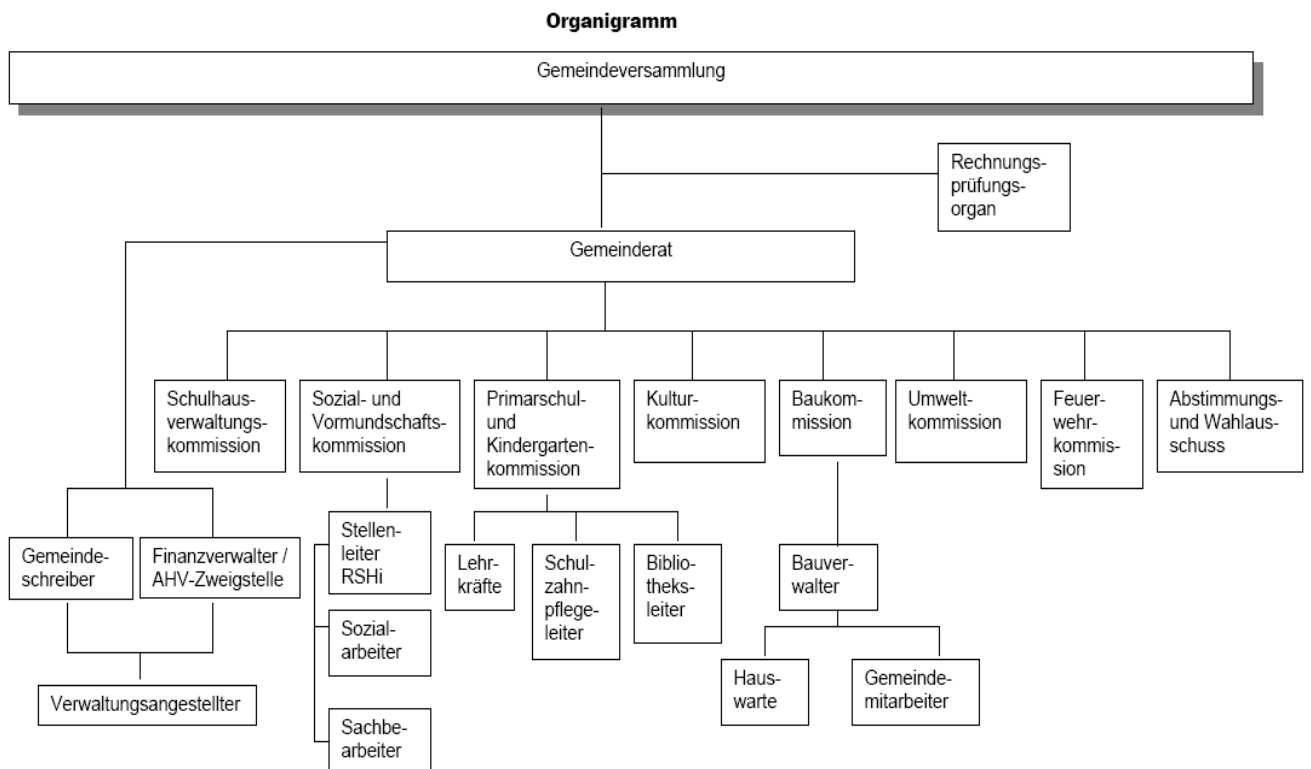 Organigramm
Gemeindeversammlung
Rechnungs-
prüfungs-
organ
Gemeinderat
Schulhaus-
verwaltungs-
kommission
Sozial- und
Vormundschafts-
kommission
Primarschul-
und
Kindergarten-
kommission
Kultur-
kommission
Baukom-
mission
Umwelt-
kommission
Feuer-
wehr-
kommis-
sion
Abstimmungs-
und Wahlaus-
schuss
Gemeinde-
schreiber
Finanzverwalter /
AHV-Zweigstelle
Stellen-
leiter
RSHi
Lehr-
kräfte
Schul-
zahn-
pflege-
leiter
Biblio-
theks-
leiter
Bauver-
walter
Sozial-
arbeiter
Haus-
warte
Gemeinde-
mitarbeiter
Verwaltungsangestellter
Sachbe-
arbeiter